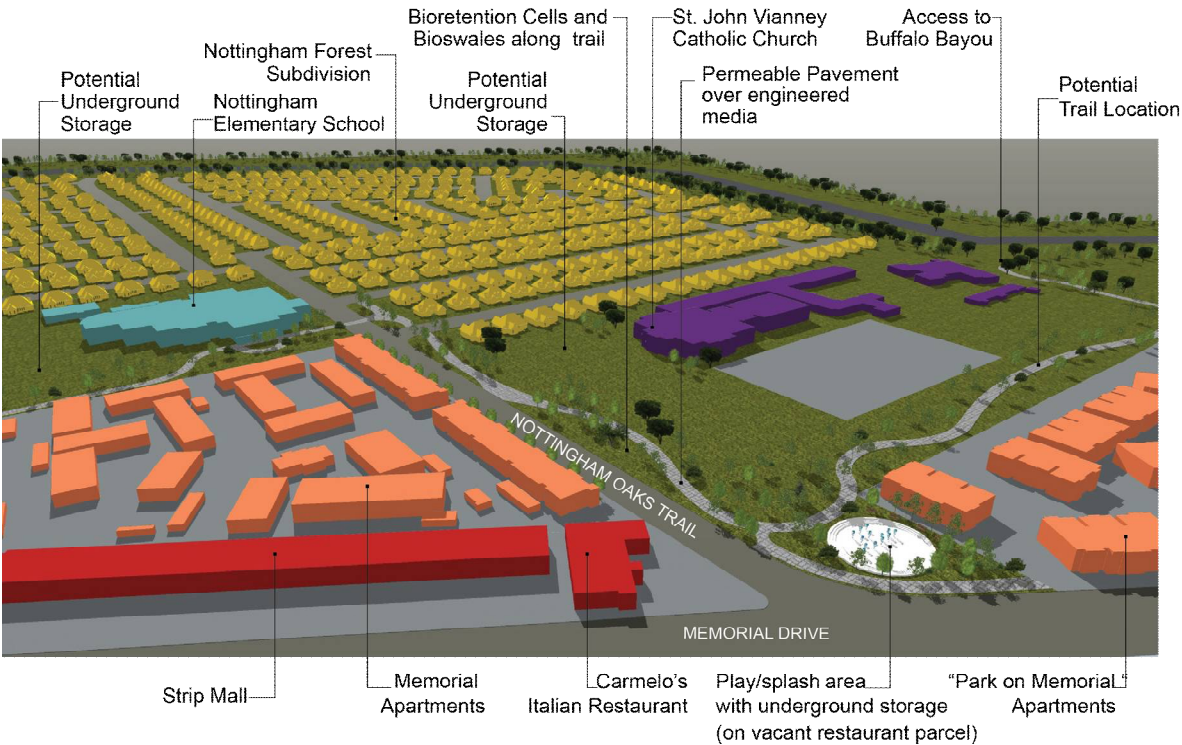 Bioretention Cells and
Bioswales along trail
St. John Vianney
Catholic Church
Access to
Buffalo Bayou
Nottingham Forest
Subdivision
Potential
Underground
Storage
Nottingham
Elementary School
Potential
Underground
Storage
Permeable Pavement
over engineered
media
Potential
Trail Location
NOTTINGHAM OAKS TRAIL
MEMORIAL DRIVE
Strip Mall
Memorial
Apartments
Carmelo's
Italian Restaurant
Play/splash area
with underground storage
(on vacant restaurant parcel)
"Park on MemoriaL"
Apartments